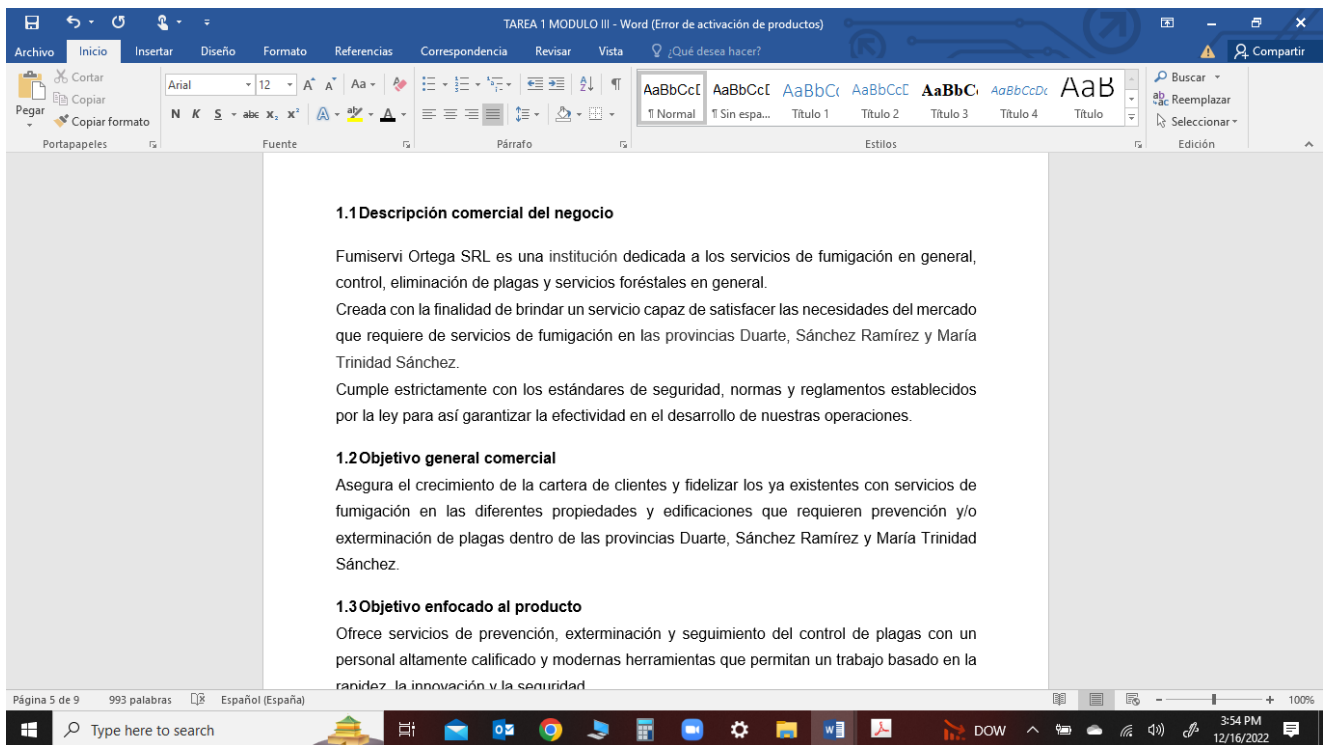 TAREA 1 MODULO III - Word (Error de activación de productos)
Archivo Inicio Insertar Diseño Formato Referencias Correspondencia Revisar Vista ¿Qué desea hacer? Compartir
Pegar
Cortar
Copiar
Copiar formato
Portapapeles
Arial 12 A A Aa
N K S abc x₂ x² A aby A
Fuente
Párrafo
AaBbCcD AaBbCcD AaBbC AaBbCcD AaBbC AaBbCcDc AaB
¶ Normal ¶ Sin espa... Título 1 Título 2 Título 3 Título 4 Título
Estilos
Buscar
Reemplazar
Seleccionar
Edición
1.1 Descripción comercial del negocio
Fumiservi Ortega SRL es una institución dedicada a los servicios de fumigación en general,
control, eliminación de plagas y servicios foréstales en general.
Creada con la finalidad de brindar un servicio capaz de satisfacer las necesidades del mercado
que requiere de servicios de fumigación en las provincias Duarte, Sánchez Ramírez y María
Trinidad Sánchez.
Cumple estrictamente con los estándares de seguridad, normas y reglamentos establecidos
por la ley para así garantizar la efectividad en el desarrollo de nuestras operaciones.
1.2 Objetivo general comercial
Asegura el crecimiento de la cartera de clientes y fidelizar los ya existentes con servicios de
fumigación en las diferentes propiedades y edificaciones que requieren prevención y/o
exterminación de plagas dentro de las provincias Duarte, Sánchez Ramírez y María Trinidad
Sánchez.
1.3 Objetivo enfocado al producto
Ofrece servicios de prevención, exterminación y seguimiento del control de plagas con un
personal altamente calificado y modernas herramientas que permitan un trabajo basado en la
rapidez, la innovación y la seguridad
Página 5 de 9 993 palabras Español (España) 100%
Type here to search DOW 3:54 PM
12/16/2022